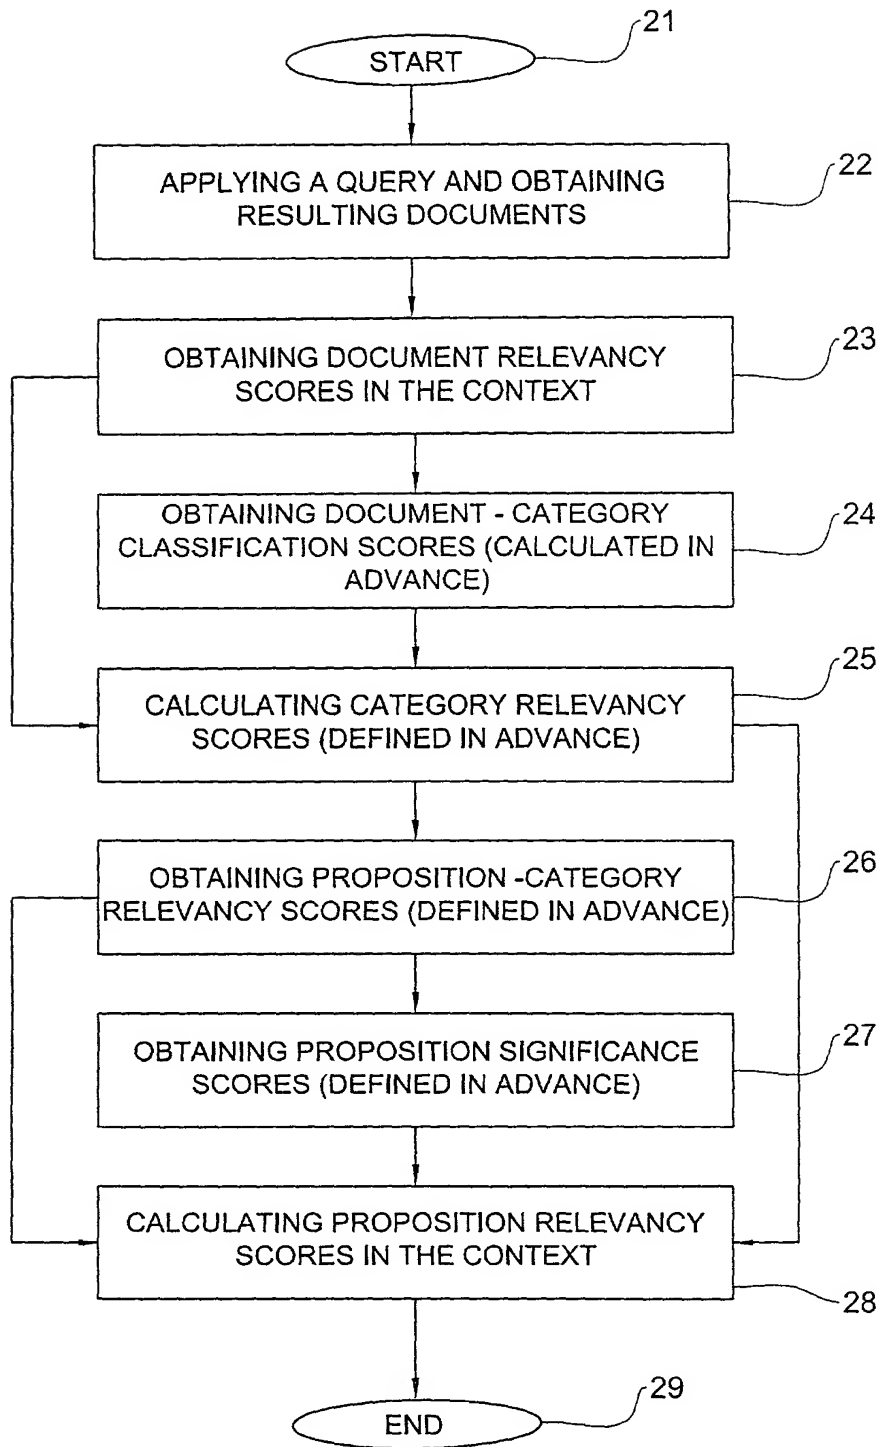 21
START
APPLYING A QUERY AND OBTAINING
RESULTING DOCUMENTS
22
OBTAINING DOCUMENT RELEVANCY
SCORES IN THE CONTEXT
23
OBTAINING DOCUMENT - CATEGORY
CLASSIFICATION SCORES (CALCULATED IN
ADVANCE)
24
CALCULATING CATEGORY RELEVANCY
SCORES (DEFINED IN ADVANCE)
25
OBTAINING PROPOSITION -CATEGORY
RELEVANCY SCORES (DEFINED IN ADVANCE)
26
OBTAINING PROPOSITION SIGNIFICANCE
SCORES (DEFINED IN ADVANCE)
27
CALCULATING PROPOSITION RELEVANCY
SCORES IN THE CONTEXT
28
END
29